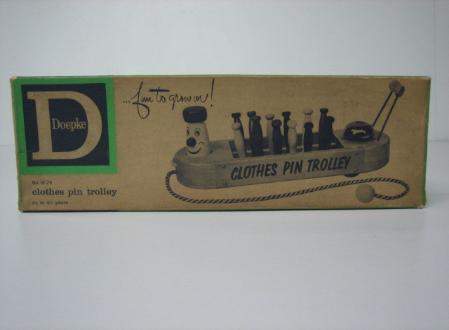 ...fun to grow on!
D
Doepke
clothes pin trolley
CLOTHES PIN TROLLEY